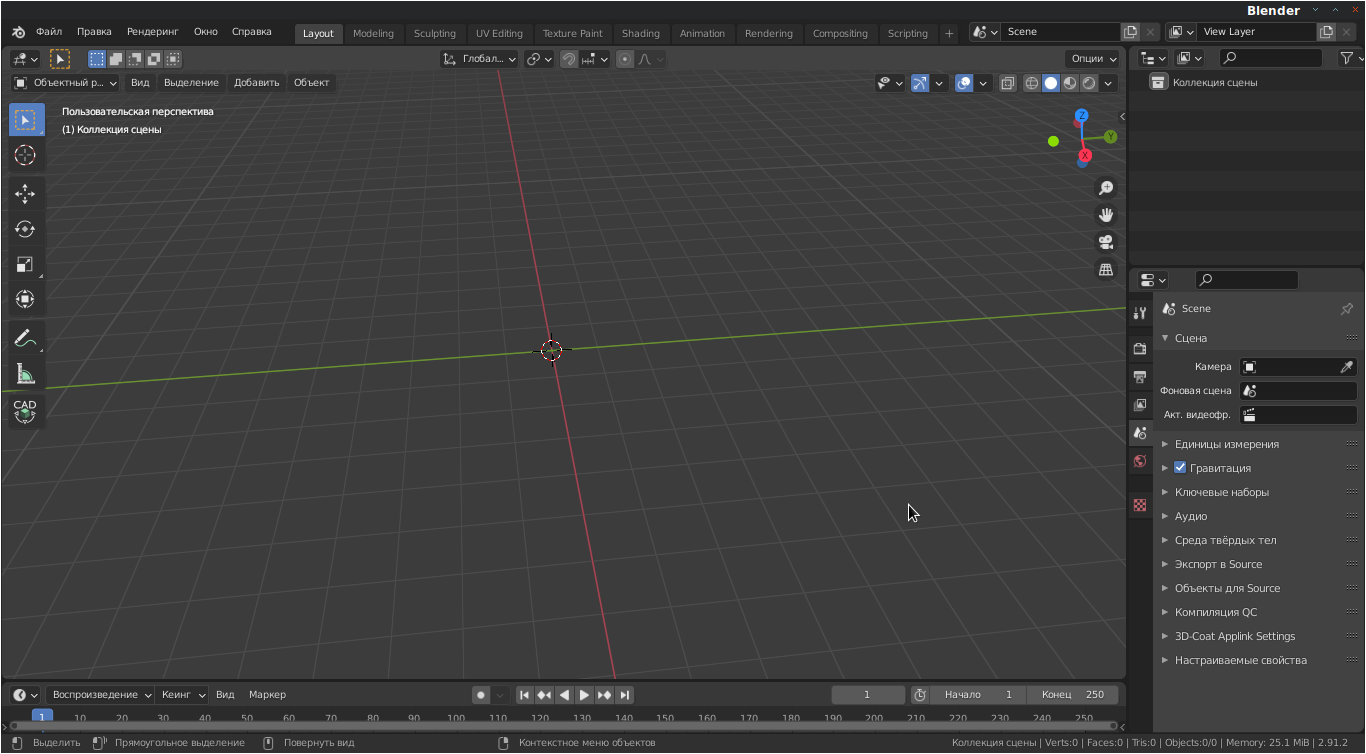 Blender
Файл Правка Рендеринг Окно Справка Layout Modeling Sculpting UV Editing Texture Paint Shading Animation Rendering Compositing Scripting + Scene View Layer
Глобал... Опции
Объектный р... Вид Выделение Добавить Объект
Коллекция сцены
Пользовательская перспектива
(1) Коллекция сцены
Z
Y
X
CAD
Scene
Сцена
Камера
Фоновая сцена
Акт. видеофр.
Единицы измерения
Гравитация
Ключевые наборы
Аудио
Среда твёрдых тел
Экспорт в Source
Объекты для Source
Компиляция QC
3D-Coat Applink Settings
Настраиваемые свойства
Воспроизведение Кеинг Вид Маркер 1 Начало 1 Конец 250
1 10 20 30 40 50 60 70 80 90 100 110 120 130 140 150 160 170 180 190 200 210 220 230 240 250
Выделить Прямоугольное выделение Повернуть вид Контекстное меню объектов Коллекция сцены | Verts:0 | Faces:0 | Tris:0 | Objects:0/0 | Memory: 25.1 MiB | 2.91.2